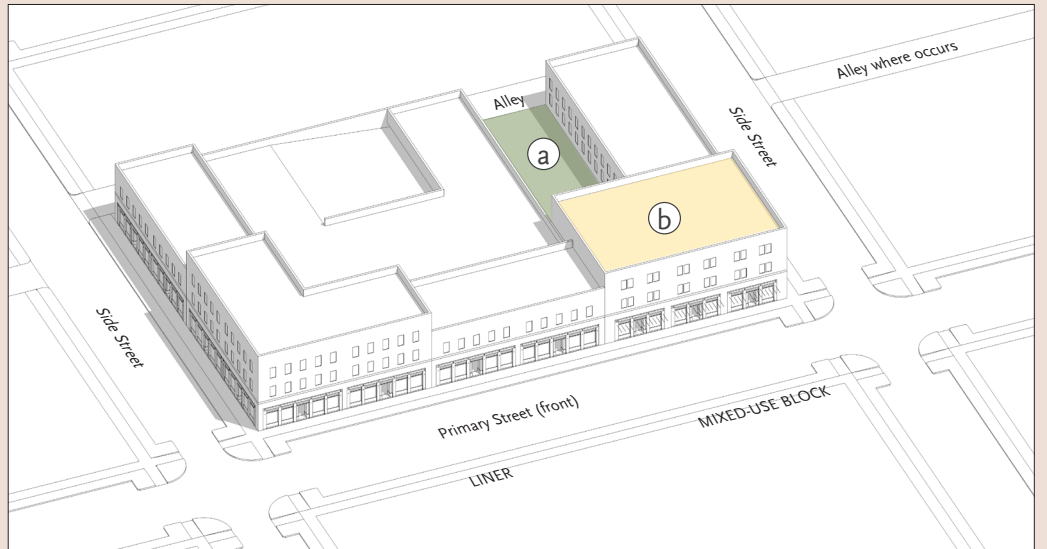 Alley where occurs
Alley
Side Street
a
b
Side Street
Primary Street (front)
MIXED-USE BLOCK
LINER